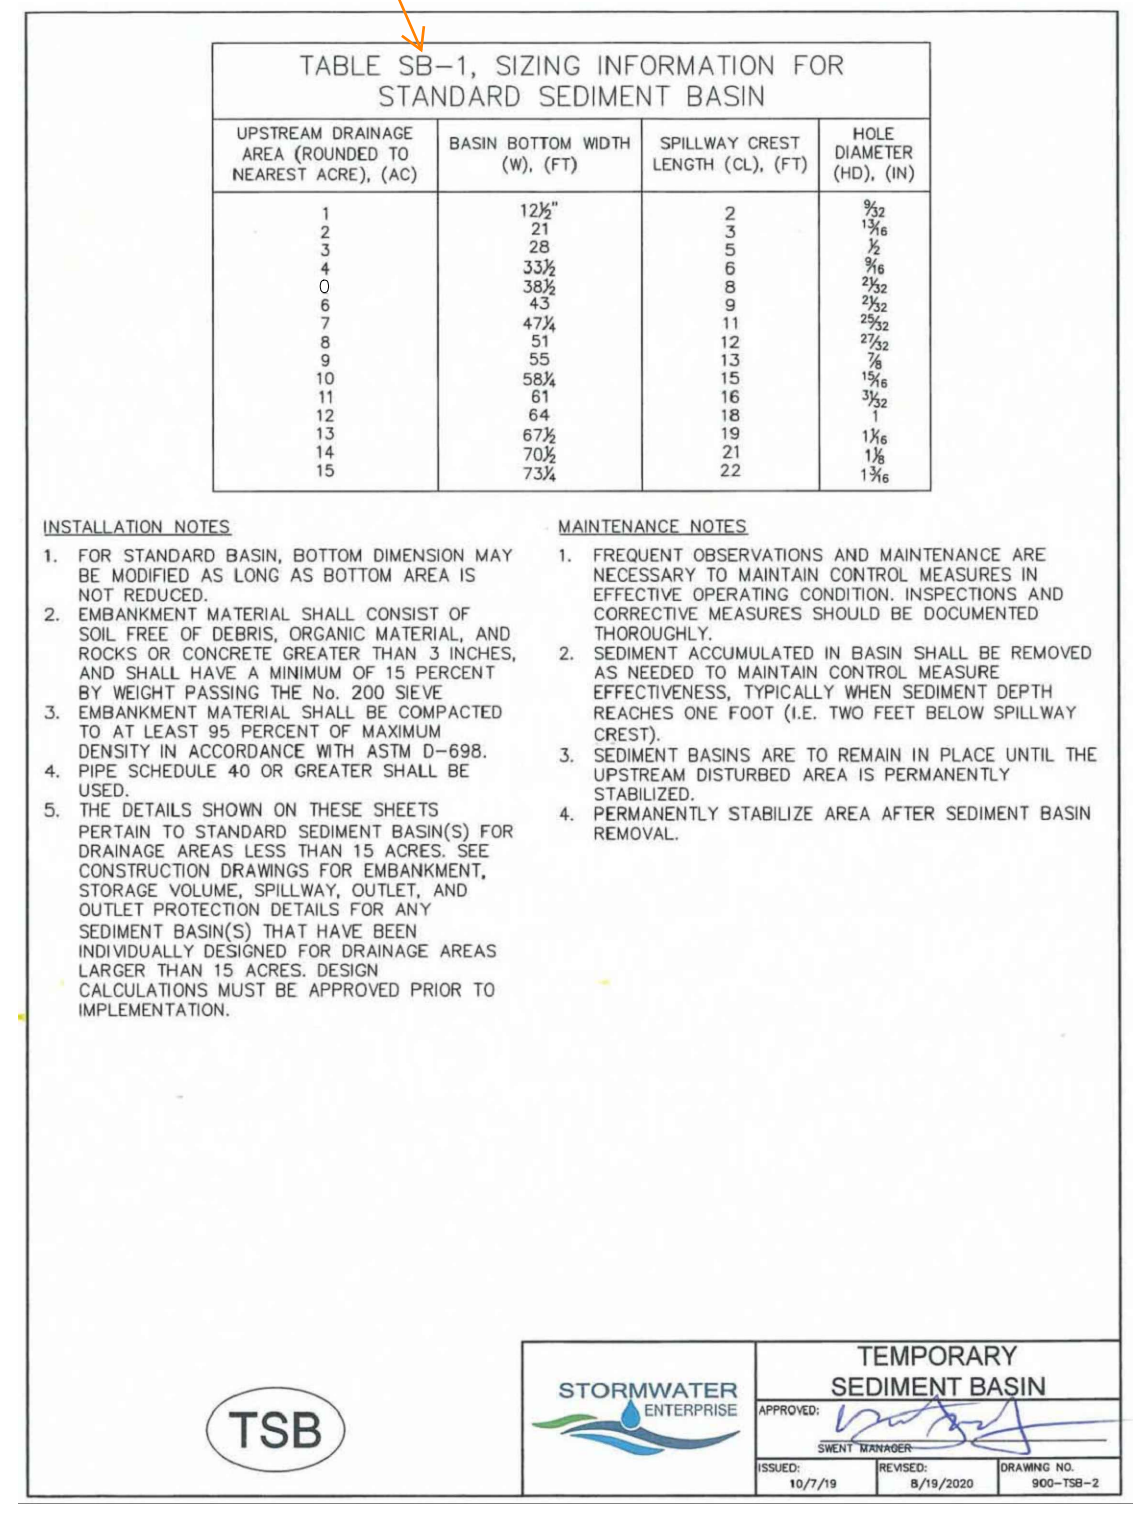 TABLE SB-1, SIZING INFORMATION FOR
STANDARD SEDIMENT BASIN
UPSTREAM DRAINAGE AREA (ROUNDED TO NEAREST ACRE), (AC) BASIN BOTTOM WIDTH (W), (FT) SPILLWAY CREST LENGTH (CL), (FT) HOLE DIAMETER (HD), (IN)
1 12½" 2 9/32
2 21 3 13/16
3 28 5 ½
4 33½ 6 9/16
0 38½ 8 21/32
6 43 9 21/32
7 47¼ 11 25/32
8 51 12 27/32
9 55 13 7/8
10 58¼ 15 15/16
11 61 16 31/32
12 64 18 1
13 67½ 19 1 1/16
14 70½ 21 1 1/8
15 73¼ 22 1 3/16
INSTALLATION NOTES
1. FOR STANDARD BASIN, BOTTOM DIMENSION MAY
BE MODIFIED AS LONG AS BOTTOM AREA IS
NOT REDUCED.
2. EMBANKMENT MATERIAL SHALL CONSIST OF
SOIL FREE OF DEBRIS, ORGANIC MATERIAL, AND
ROCKS OR CONCRETE GREATER THAN 3 INCHES,
AND SHALL HAVE A MINIMUM OF 15 PERCENT
BY WEIGHT PASSING THE No. 200 SIEVE
3. EMBANKMENT MATERIAL SHALL BE COMPACTED
TO AT LEAST 95 PERCENT OF MAXIMUM
DENSITY IN ACCORDANCE WITH ASTM D-698.
4. PIPE SCHEDULE 40 OR GREATER SHALL BE
USED.
5. THE DETAILS SHOWN ON THESE SHEETS
PERTAIN TO STANDARD SEDIMENT BASIN(S) FOR
DRAINAGE AREAS LESS THAN 15 ACRES. SEE
CONSTRUCTION DRAWINGS FOR EMBANKMENT,
STORAGE VOLUME, SPILLWAY, OUTLET, AND
OUTLET PROTECTION DETAILS FOR ANY
SEDIMENT BASIN(S) THAT HAVE BEEN
INDIVIDUALLY DESIGNED FOR DRAINAGE AREAS
LARGER THAN 15 ACRES. DESIGN
CALCULATIONS MUST BE APPROVED PRIOR TO
IMPLEMENTATION.
MAINTENANCE NOTES
1. FREQUENT OBSERVATIONS AND MAINTENANCE ARE
NECESSARY TO MAINTAIN CONTROL MEASURES IN
EFFECTIVE OPERATING CONDITION. INSPECTIONS AND
CORRECTIVE MEASURES SHOULD BE DOCUMENTED
THOROUGHLY.
2. SEDIMENT ACCUMULATED IN BASIN SHALL BE REMOVED
AS NEEDED TO MAINTAIN CONTROL MEASURE
EFFECTIVENESS, TYPICALLY WHEN SEDIMENT DEPTH
REACHES ONE FOOT (I.E. TWO FEET BELOW SPILLWAY
CREST).
3. SEDIMENT BASINS ARE TO REMAIN IN PLACE UNTIL THE
UPSTREAM DISTURBED AREA IS PERMANENTLY
STABILIZED.
4. PERMANENTLY STABILIZE AREA AFTER SEDIMENT BASIN
REMOVAL.
TSB
STORMWATER
ENTERPRISE
TEMPORARY
SEDIMENT BASIN
APPROVED:
SWENT MANAGER
ISSUED: REVISED: DRAWING NO.
10/7/19 8/19/2020 900-TSB-2